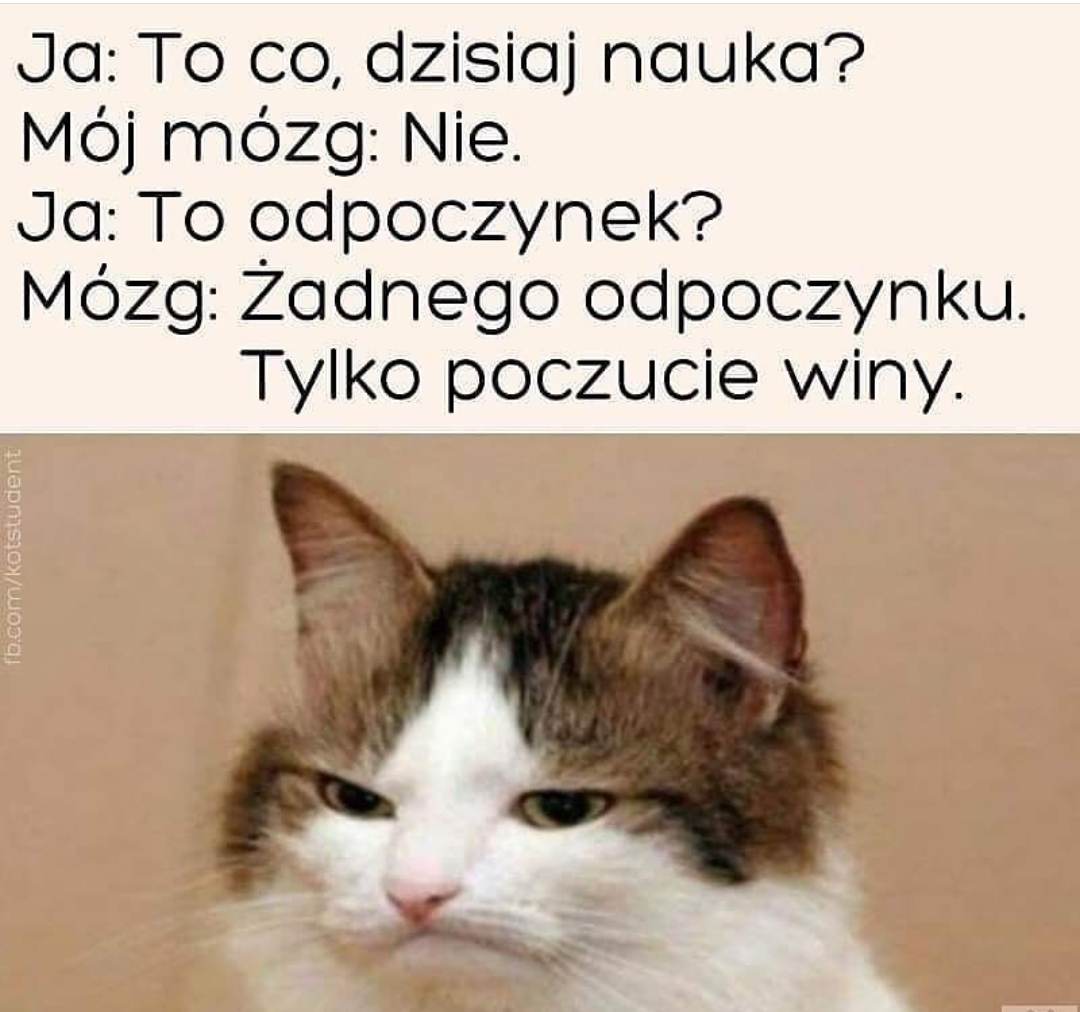 Ja: To co, dzisiaj nauka?
Mój mózg: Nie.
Ja: To odpoczynek?
Mózg: Żadnego odpoczynku.
Tylko poczucie winy.
fb.com/kotstudent